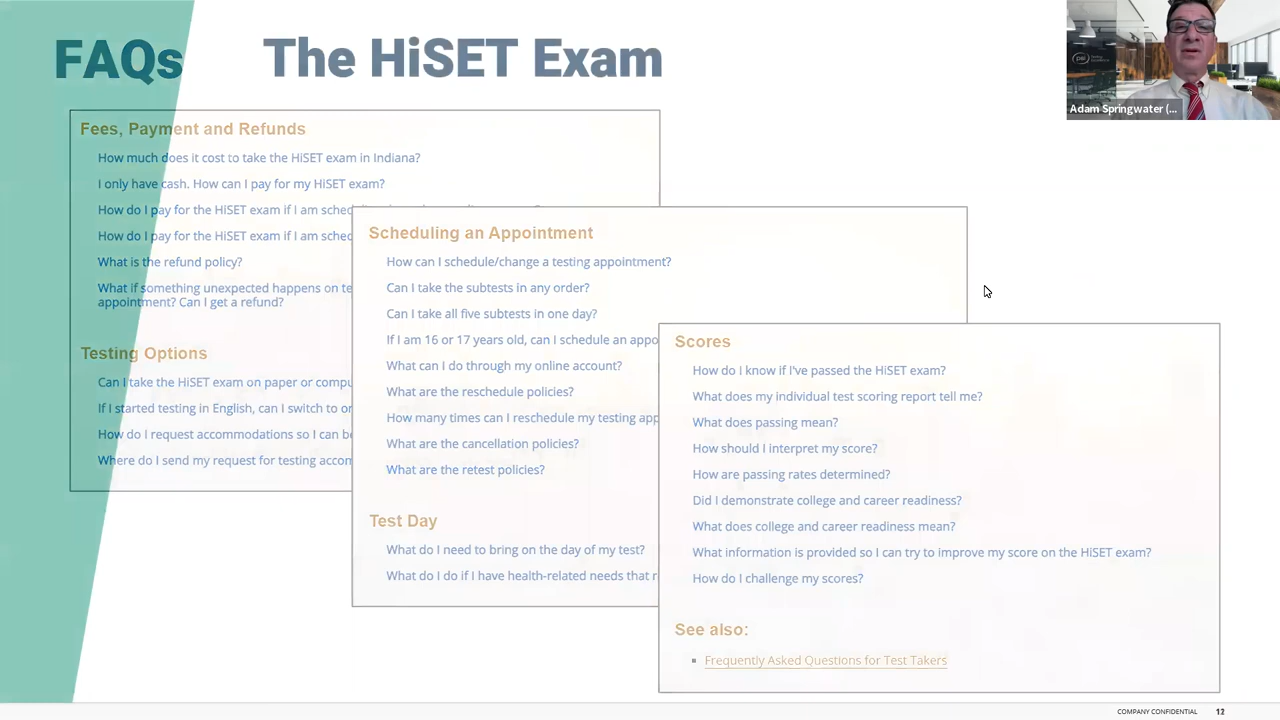 FAQs
The HiSET Exam
Adam Springwater (...
Fees, Payment and Refunds
How much does it cost to take the HiSET exam in Indiana?
I only have cash. How can I pay for my HiSET exam?
How do I pay for the HiSET exam if I am sched
How do I pay for the HiSET exam if I am sched
What is the refund policy?
What if something unexpected happens on te
appointment? Can I get a refund?
Testing Options
Can I take the HiSET exam on paper or compu
If I started testing in English, can I switch to or
How do I request accommodations so I can be
Where do I send my request for testing accom
Scheduling an Appointment
How can I schedule/change a testing appointment?
Can I take the subtests in any order?
Can I take all five subtests in one day?
If I am 16 or 17 years old, can I schedule an appo
What can I do through my online account?
What are the reschedule policies?
How many times can I reschedule my testing app
What are the cancellation policies?
What are the retest policies?
Test Day
What do I need to bring on the day of my test?
What do I do if I have health-related needs that r
Scores
How do I know if I've passed the HiSET exam?
What does my individual test scoring report tell me?
What does passing mean?
How should I interpret my score?
How are passing rates determined?
Did I demonstrate college and career readiness?
What does college and career readiness mean?
What information is provided so I can try to improve my score on the HiSET exam?
How do I challenge my scores?
See also:
Frequently Asked Questions for Test Takers
COMPANY CONFIDENTIAL